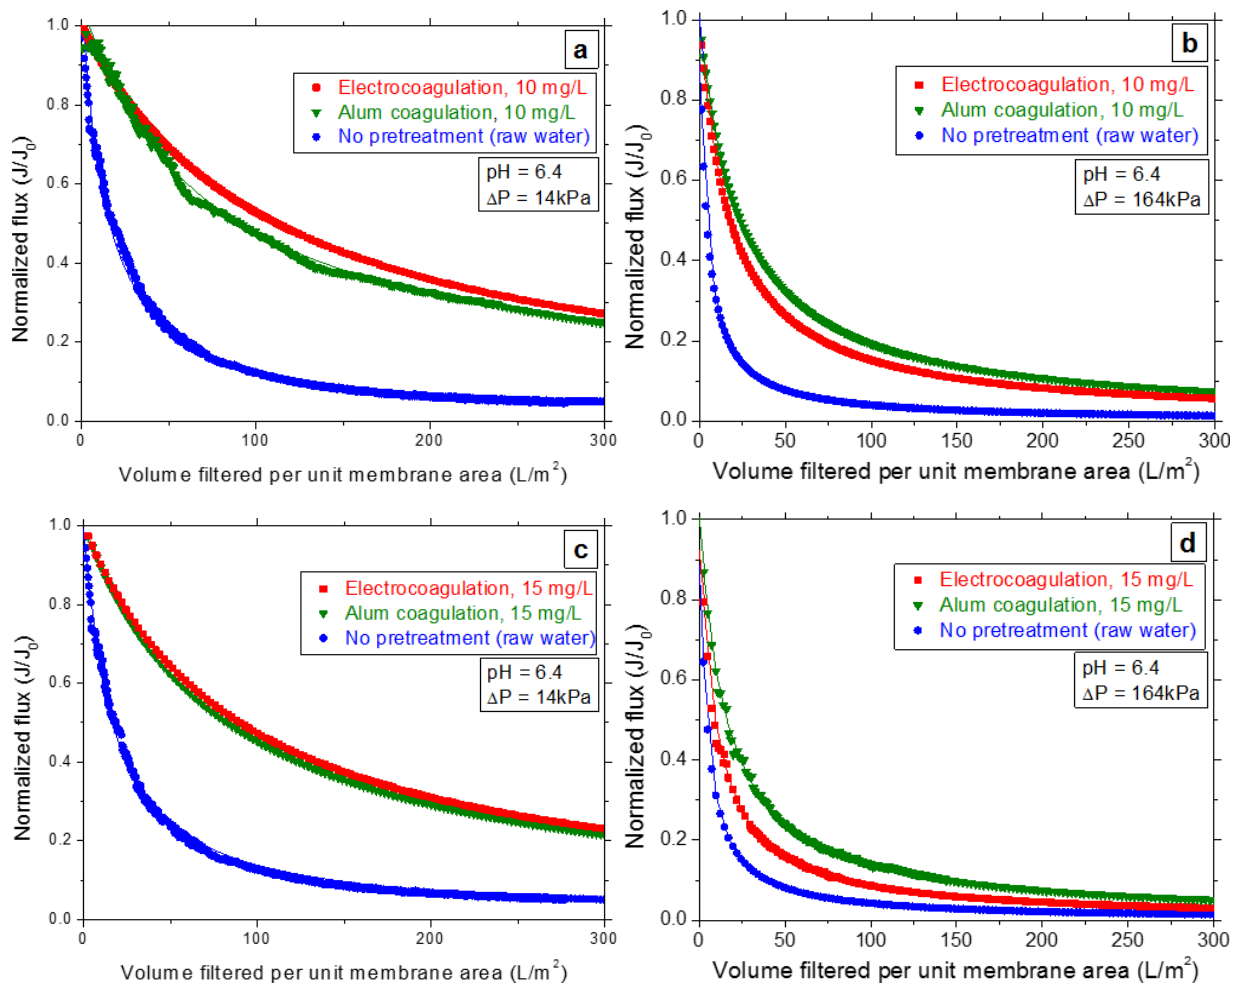 a
Electrocoagulation, 10 mg/L
Alum coagulation, 10 mg/L
No pretreatment (raw water)
pH = 6.4
ΔP = 14kPa
Normalized flux (J/J₀)
1.0
0.8
0.6
0.4
0.2
0.0
0
100
200
300
Volume filtered per unit membrane area (L/m²)
b
Electrocoagulation, 10 mg/L
Alum coagulation, 10 mg/L
No pretreatment (raw water)
pH = 6.4
ΔP = 164kPa
Normalized flux (J/J₀)
1.0
0.8
0.6
0.4
0.2
0.0
0
50
100
150
200
250
300
Volume filtered per unit membrane area (L/m²)
c
Electrocoagulation, 15 mg/L
Alum coagulation, 15 mg/L
No pretreatment (raw water)
pH = 6.4
ΔP = 14kPa
Normalized flux (J/J₀)
1.0
0.8
0.6
0.4
0.2
0.0
0
100
200
300
Volume filtered per unit membrane area (L/m²)
d
Electrocoagulation, 15 mg/L
Alum coagulation, 15 mg/L
No pretreatment (raw water)
pH = 6.4
ΔP = 164kPa
Normalized flux (J/J₀)
1.0
0.8
0.6
0.4
0.2
0.0
0
50
100
150
200
250
300
Volume filtered per unit membrane area (L/m²)